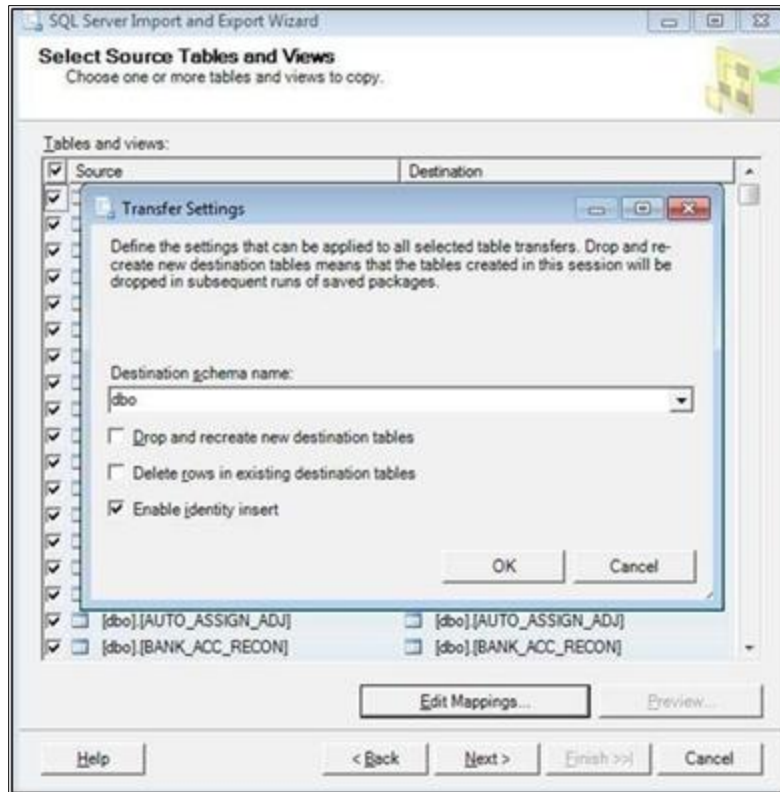 SQL Server Import and Export Wizard
Select Source Tables and Views
Choose one or more tables and views to copy.
Tables and views:
Source Destination
Transfer Settings
Define the settings that can be applied to all selected table transfers. Drop and re-
create new destination tables means that the tables created in this session will be
dropped in subsequent runs of saved packages.
Destination schema name:
dbo
Drop and recreate new destination tables
Delete rows in existing destination tables
Enable identity insert
OK Cancel
[dbo].[AUTO_ASSIGN_ADJ] [dbo].[AUTO_ASSIGN_ADJ]
[dbo].[BANK_ACC_RECON] [dbo].[BANK_ACC_RECON]
Edit Mappings... Preview...
Help < Back Next > Finish >>| Cancel